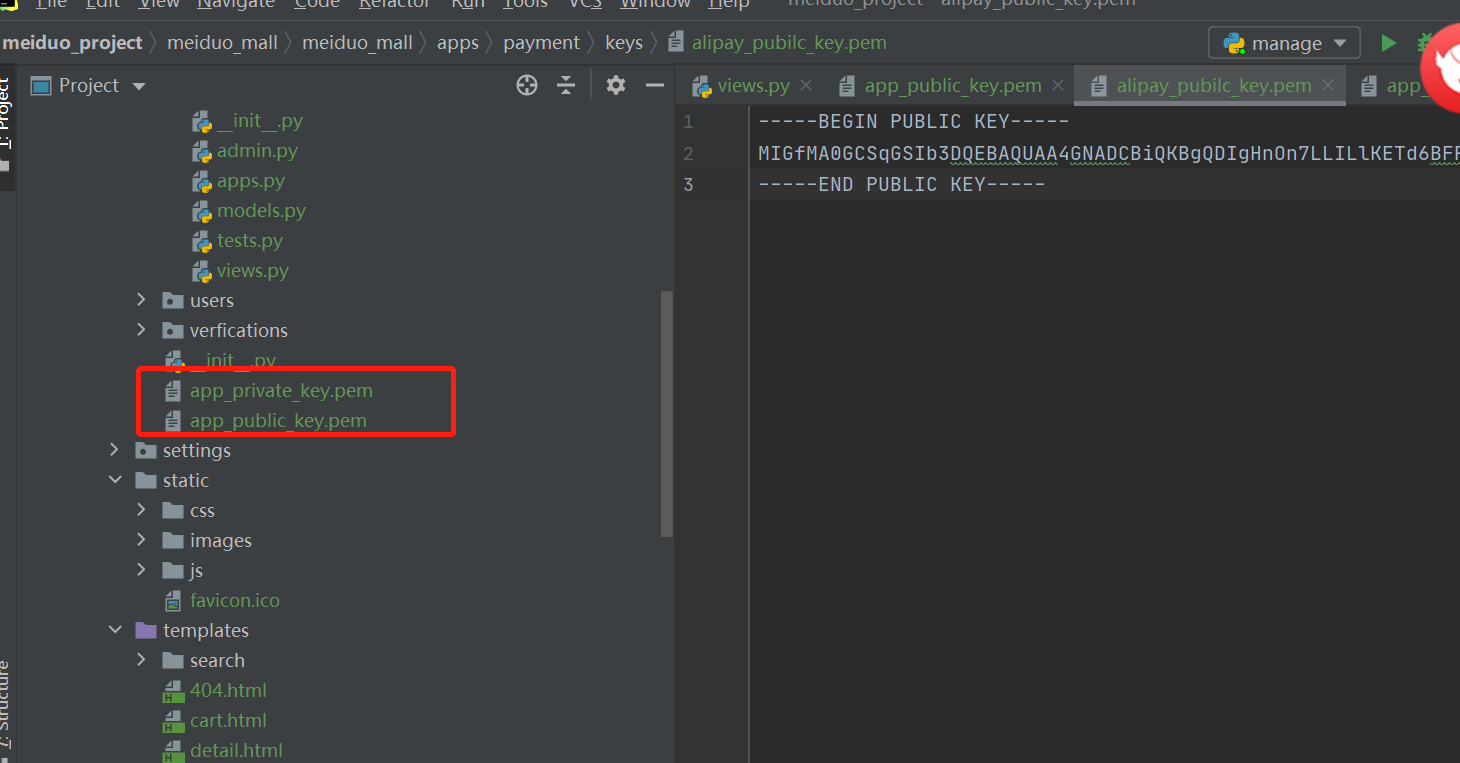 File Edit View Navigate Code Refactor Run Tools VCS Window Help meiduo_project - alipay_pubilc_key.pem
meiduo_project meiduo_mall meiduo_mall apps payment keys alipay_pubilc_key.pem manage
1: Project
Project
views.py app_public_key.pem alipay_pubilc_key.pem app_
__init__.py
admin.py
apps.py
models.py
tests.py
views.py
users
verfications
__init__.py
app_private_key.pem
app_public_key.pem
settings
static
css
images
js
favicon.ico
templates
search
404.html
cart.html
detail.html
7: Structure
1 -----BEGIN PUBLIC KEY-----
2 MIGfMA0GCSqGSIb3DQEBAQUAA4GNADCBiQKBgQDIgHnOn7LLILlKETd6BFF
3 -----END PUBLIC KEY-----